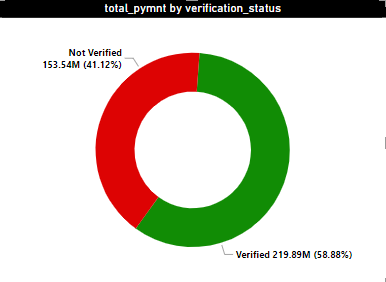 total_pymnt by verification_status
Not Verified
153.54M (41.12%)
Verified 219.89M (58.88%)